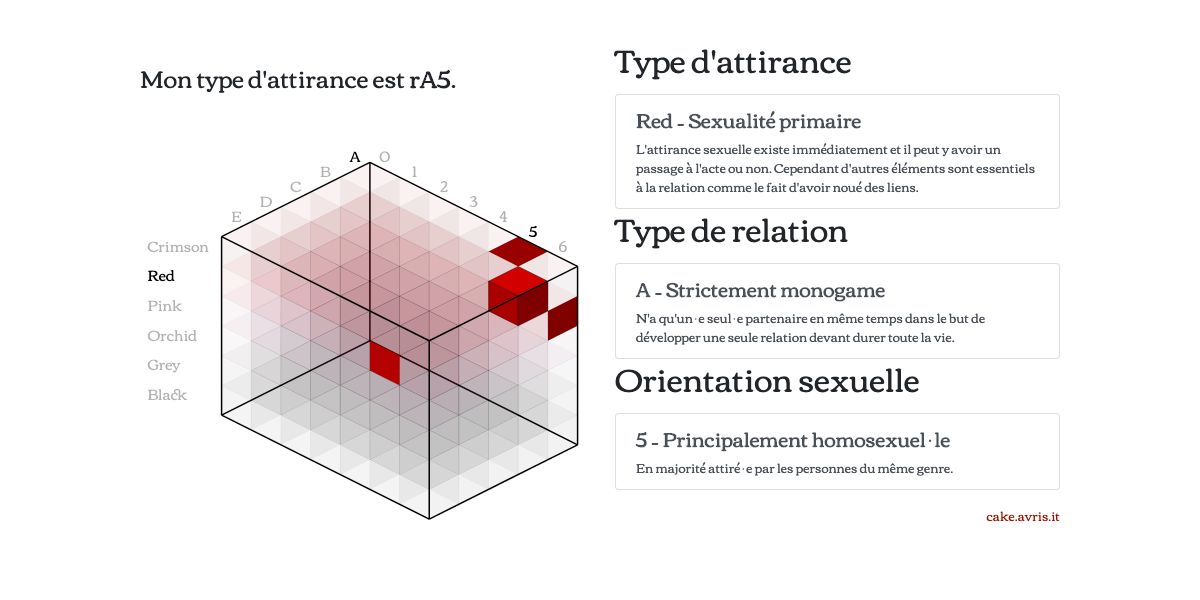 Mon type d'attirance est rA5.
A
0
B
1
C
2
D
3
E
4
5
6
Crimson
Red
Pink
Orchid
Grey
Black
Type d'attirance
Red - Sexualité primaire
L'attirance sexuelle existe immédiatement et il peut y avoir un
passage à l'acte ou non. Cependant d'autres éléments sont essentiels
à la relation comme le fait d'avoir noué des liens.
Type de relation
A - Strictement monogame
N'a qu'un·e seul·e partenaire en même temps dans le but de
développer une seule relation devant durer toute la vie.
Orientation sexuelle
5 - Principalement homosexuel·le
En majorité attiré·e par les personnes du même genre.
cake.avris.it